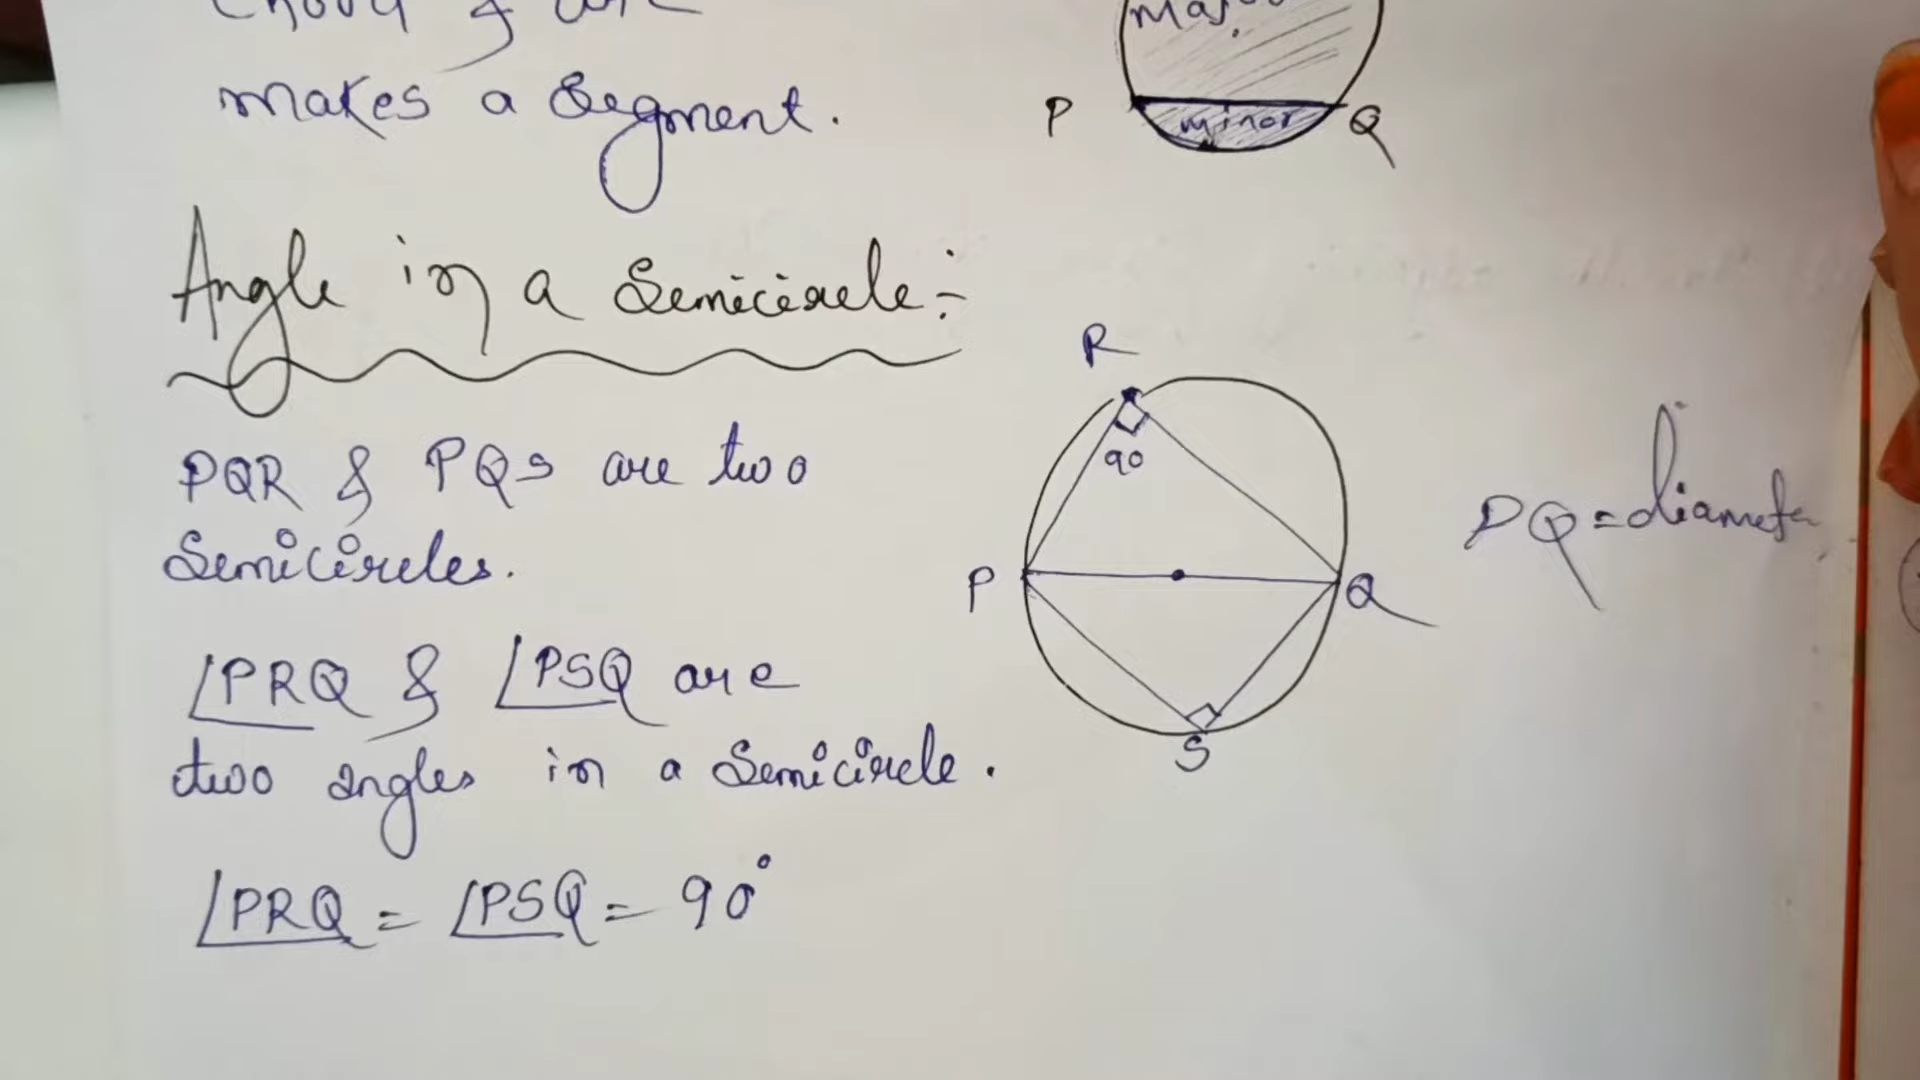 makes a Segment.
Major
P
minor
Q
Angle in a Semicircle:-
R
90
PQR & PQS are two
Semicircles.
P
Q
PQ = diameter
S
∠PRQ & ∠PSQ are
two angles in a Semicircle.
∠PRQ = ∠PSQ = 90°